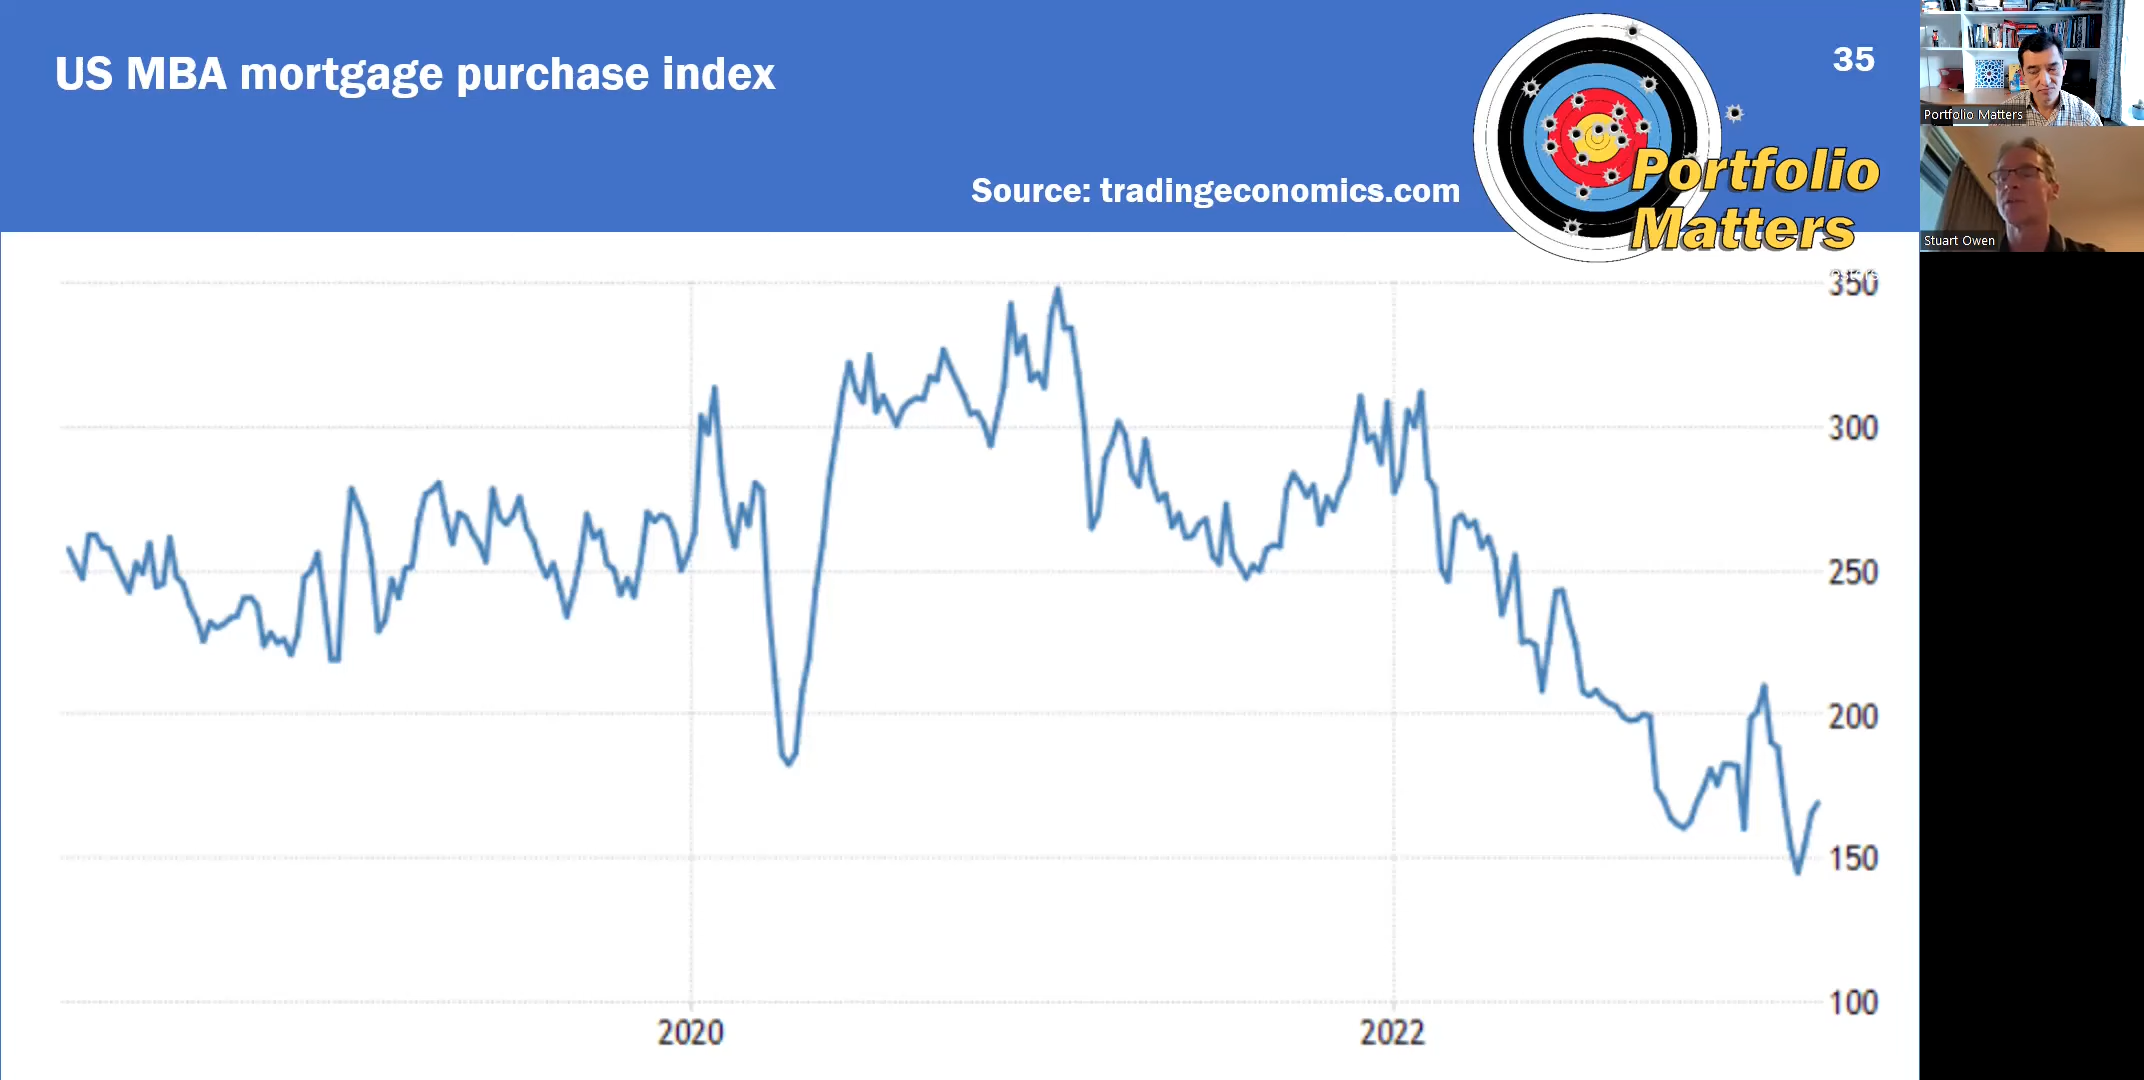 US MBA mortgage purchase index
35
Source: tradingeconomics.com
Portfolio
Matters
Portfolio Matters
Stuart Owen
350
300
250
200
150
100
2020
2022